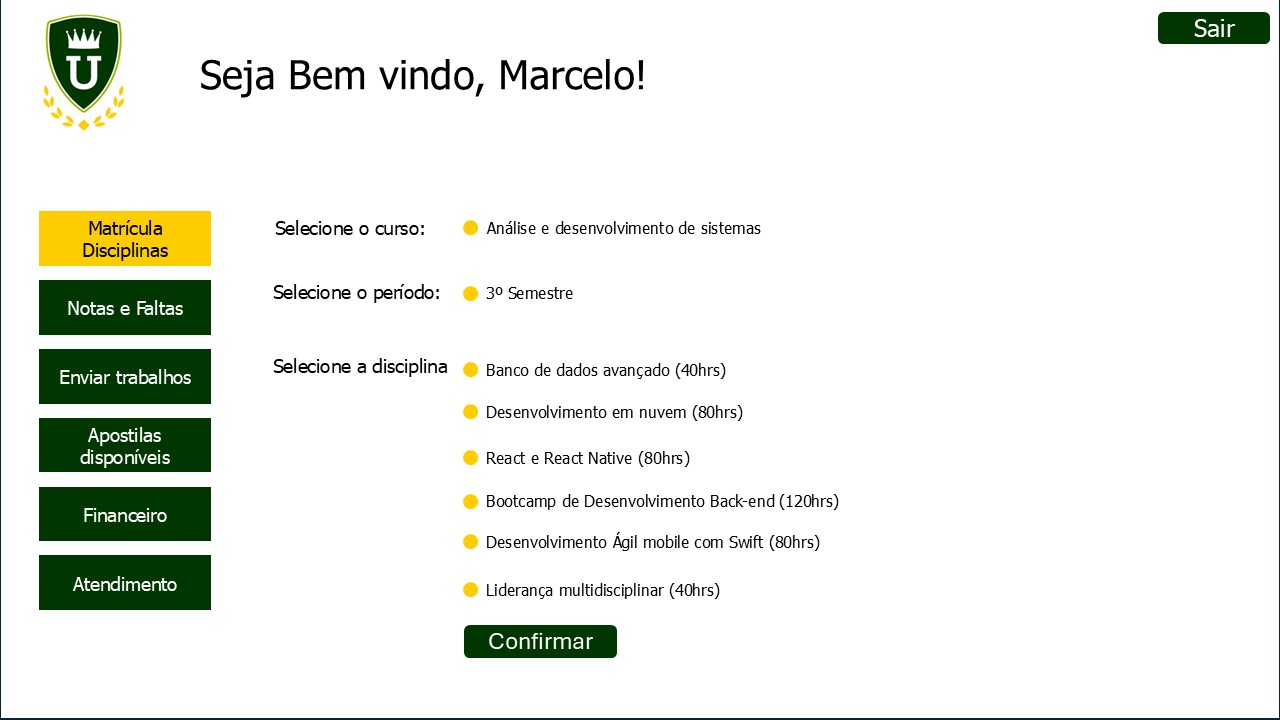 U
Sair
Seja Bem vindo, Marcelo!
Matrícula
Disciplinas
Notas e Faltas
Enviar trabalhos
Apostilas
disponíveis
Financeiro
Atendimento
Selecione o curso:
Análise e desenvolvimento de sistemas
Selecione o período:
3º Semestre
Selecione a disciplina
Banco de dados avançado (40hrs)
Desenvolvimento em nuvem (80hrs)
React e React Native (80hrs)
Bootcamp de Desenvolvimento Back-end (120hrs)
Desenvolvimento Ágil mobile com Swift (80hrs)
Liderança multidisciplinar (40hrs)
Confirmar